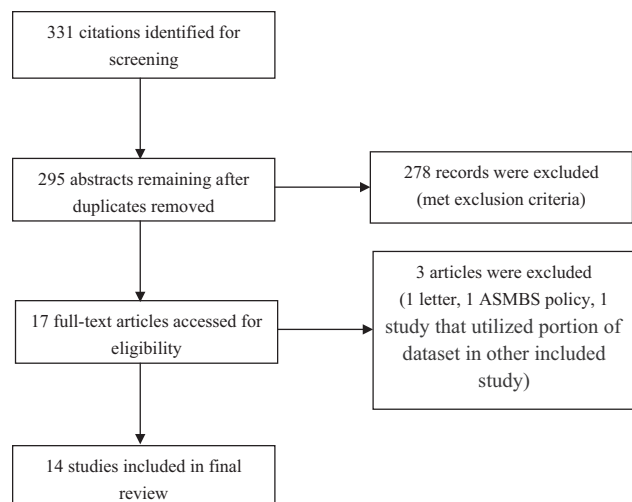 331 citations identified for
screening
295 abstracts remaining after
duplicates removed
278 records were excluded
(met exclusion criteria)
3 articles were excluded
(1 letter, 1 ASMBS policy, 1
study that utilized portion of
dataset in other included
study)
17 full-text articles accessed for
eligibility
14 studies included in final
review